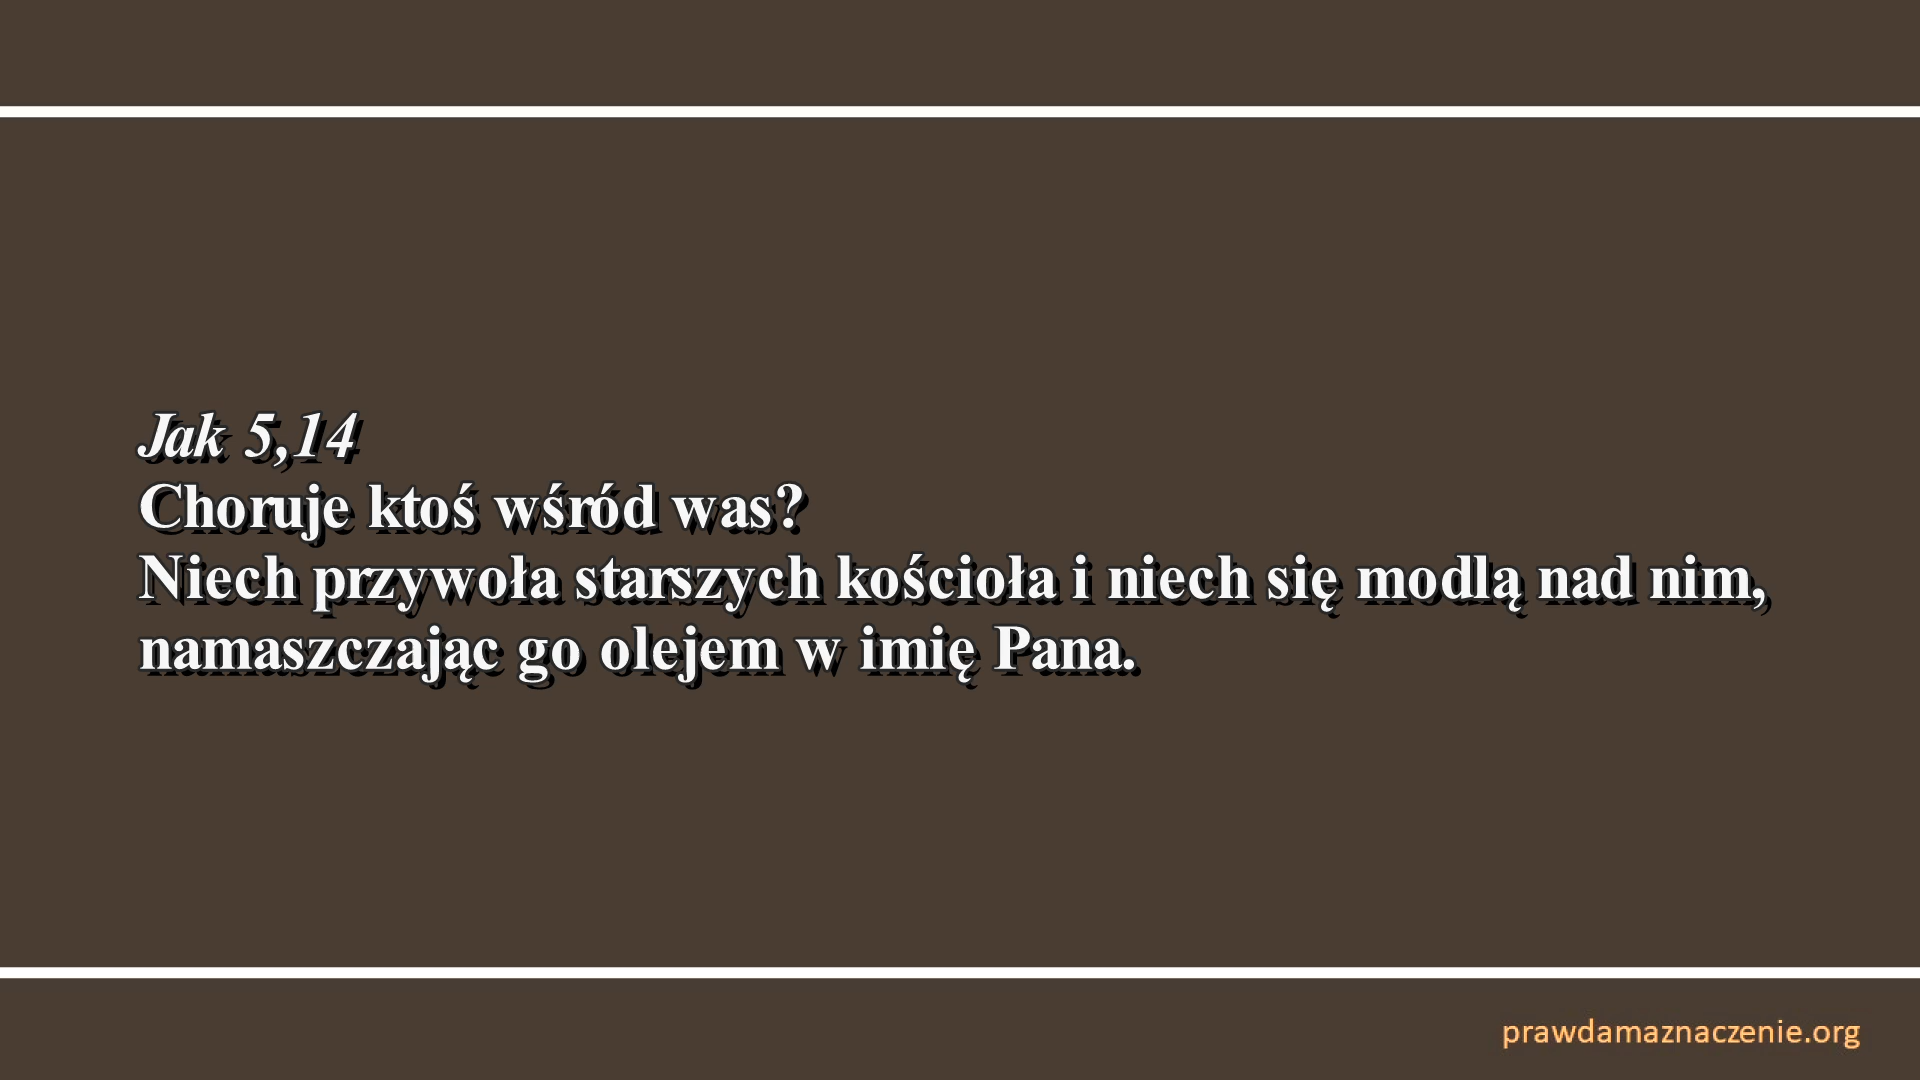 Jak 5,14
Choruje ktoś wśród was?
Niech przywoła starszych kościoła i niech się modlą nad nim,
namaszczając go olejem w imię Pana.
prawdamaznaczenie.org